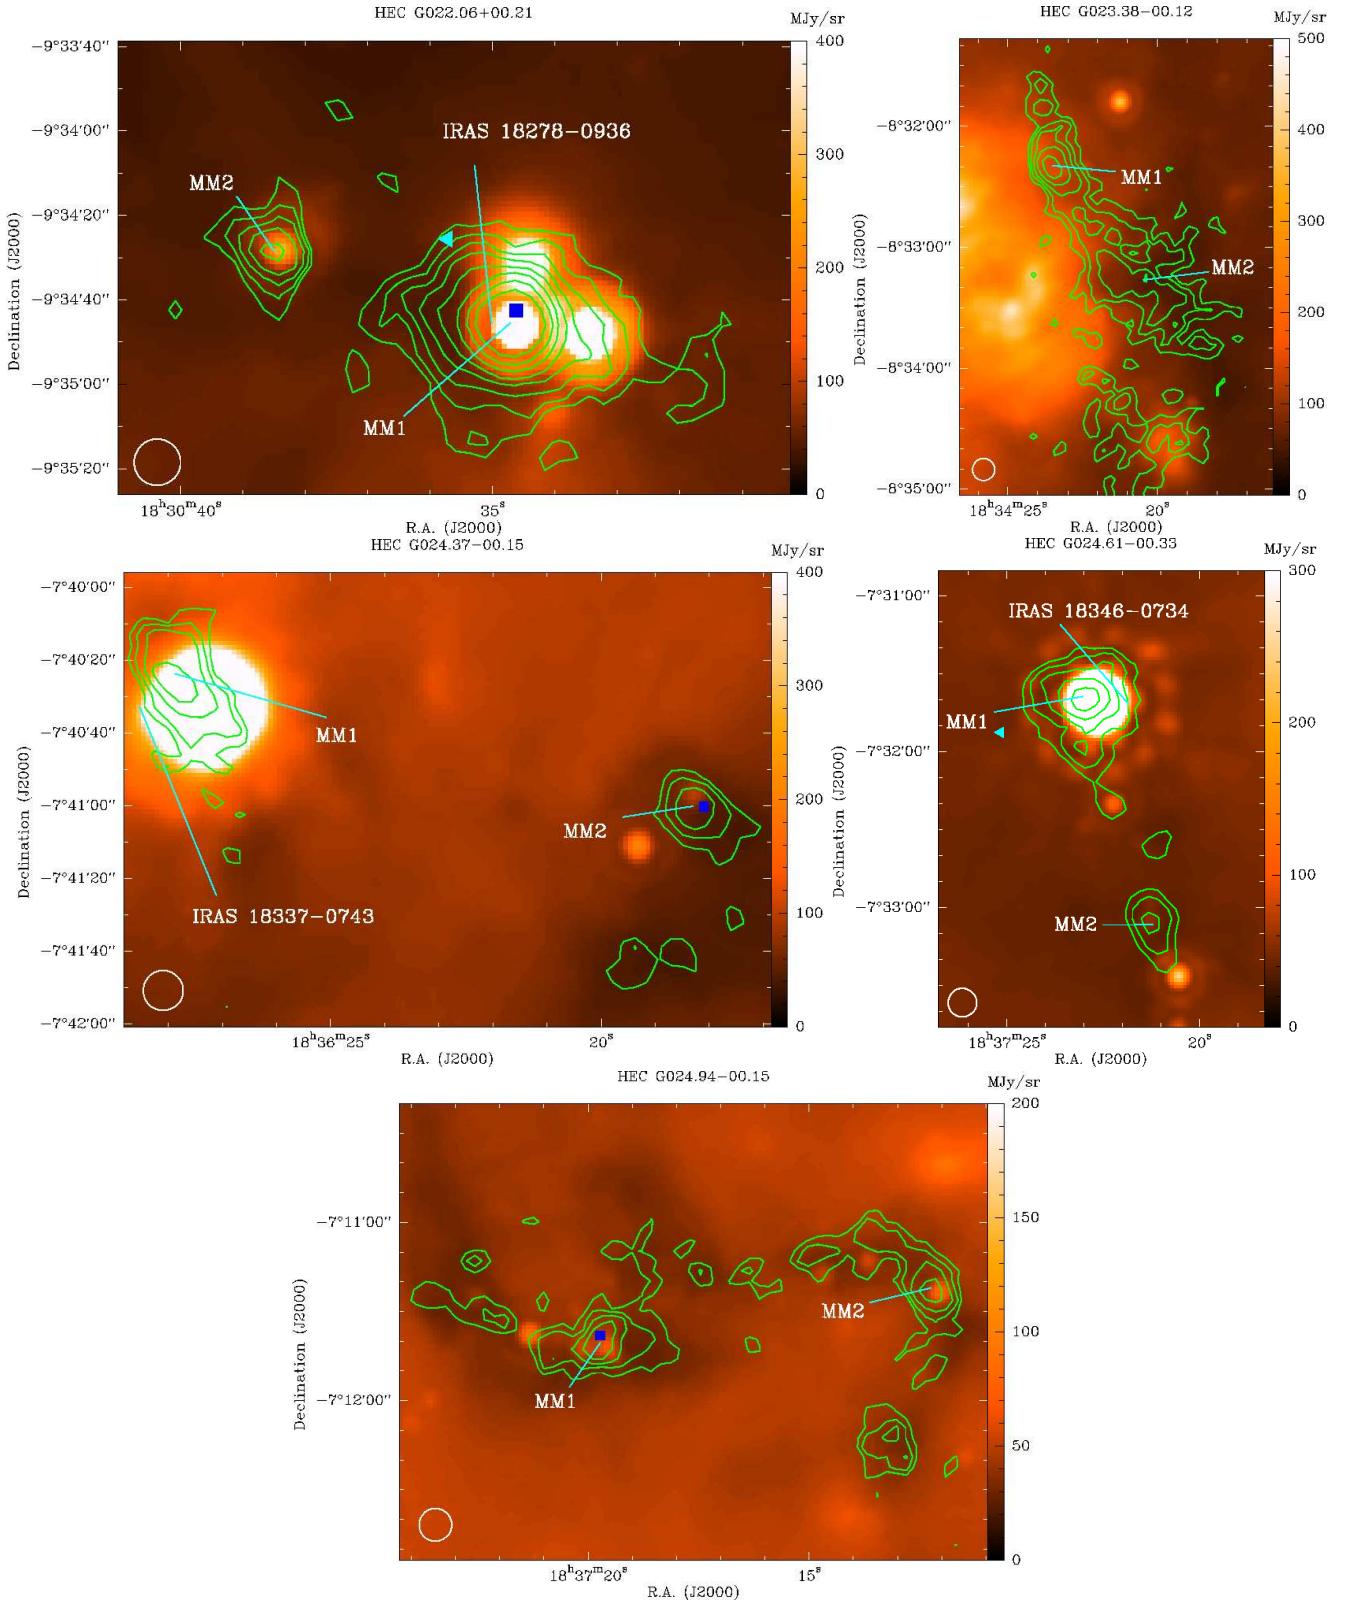 HEC G022.06+00.21
MJy/sr
−9°33′40″
−9°34′00″
−9°34′20″
−9°34′40″
−9°35′00″
−9°35′20″
Declination (J2000)
IRAS 18278−0936
MM2
MM1
400
300
200
100
0
18ʰ30ᵐ40ˢ
35ˢ
R.A. (J2000)
HEC G023.38−00.12
MJy/sr
−8°32′00″
−8°33′00″
−8°34′00″
−8°35′00″
Declination (J2000)
MM1
MM2
500
400
300
200
100
0
18ʰ34ᵐ25ˢ
20ˢ
R.A. (J2000)
HEC G024.37−00.15
MJy/sr
−7°40′00″
−7°40′20″
−7°40′40″
−7°41′00″
−7°41′20″
−7°41′40″
−7°42′00″
Declination (J2000)
MM1
MM2
IRAS 18337−0743
400
300
200
100
0
18ʰ36ᵐ25ˢ
20ˢ
R.A. (J2000)
HEC G024.61−00.33
MJy/sr
−7°31′00″
−7°32′00″
−7°33′00″
Declination (J2000)
IRAS 18346−0734
MM1
MM2
300
200
100
0
18ʰ37ᵐ25ˢ
20ˢ
R.A. (J2000)
HEC G024.94−00.15
MJy/sr
−7°11′00″
−7°12′00″
Declination (J2000)
MM2
MM1
200
150
100
50
0
18ʰ37ᵐ20ˢ
15ˢ
R.A. (J2000)